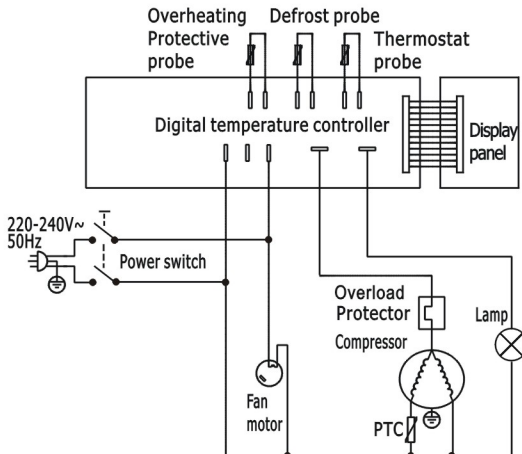 Overheating
Protective
probe
Defrost probe
Thermostat
probe
Digital temperature controller
Display
panel
220-240V~
50Hz
Power switch
Overload
Protector
Compressor
Lamp
Fan
motor
PTC